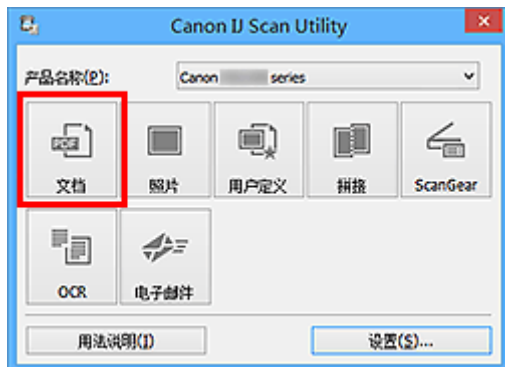 Canon IJ Scan Utility
产品名称(P): Canon series
PDF
文档 照片 用户定义 拼接 ScanGear
OCR 电子邮件
用法说明(I) 设置(S)...